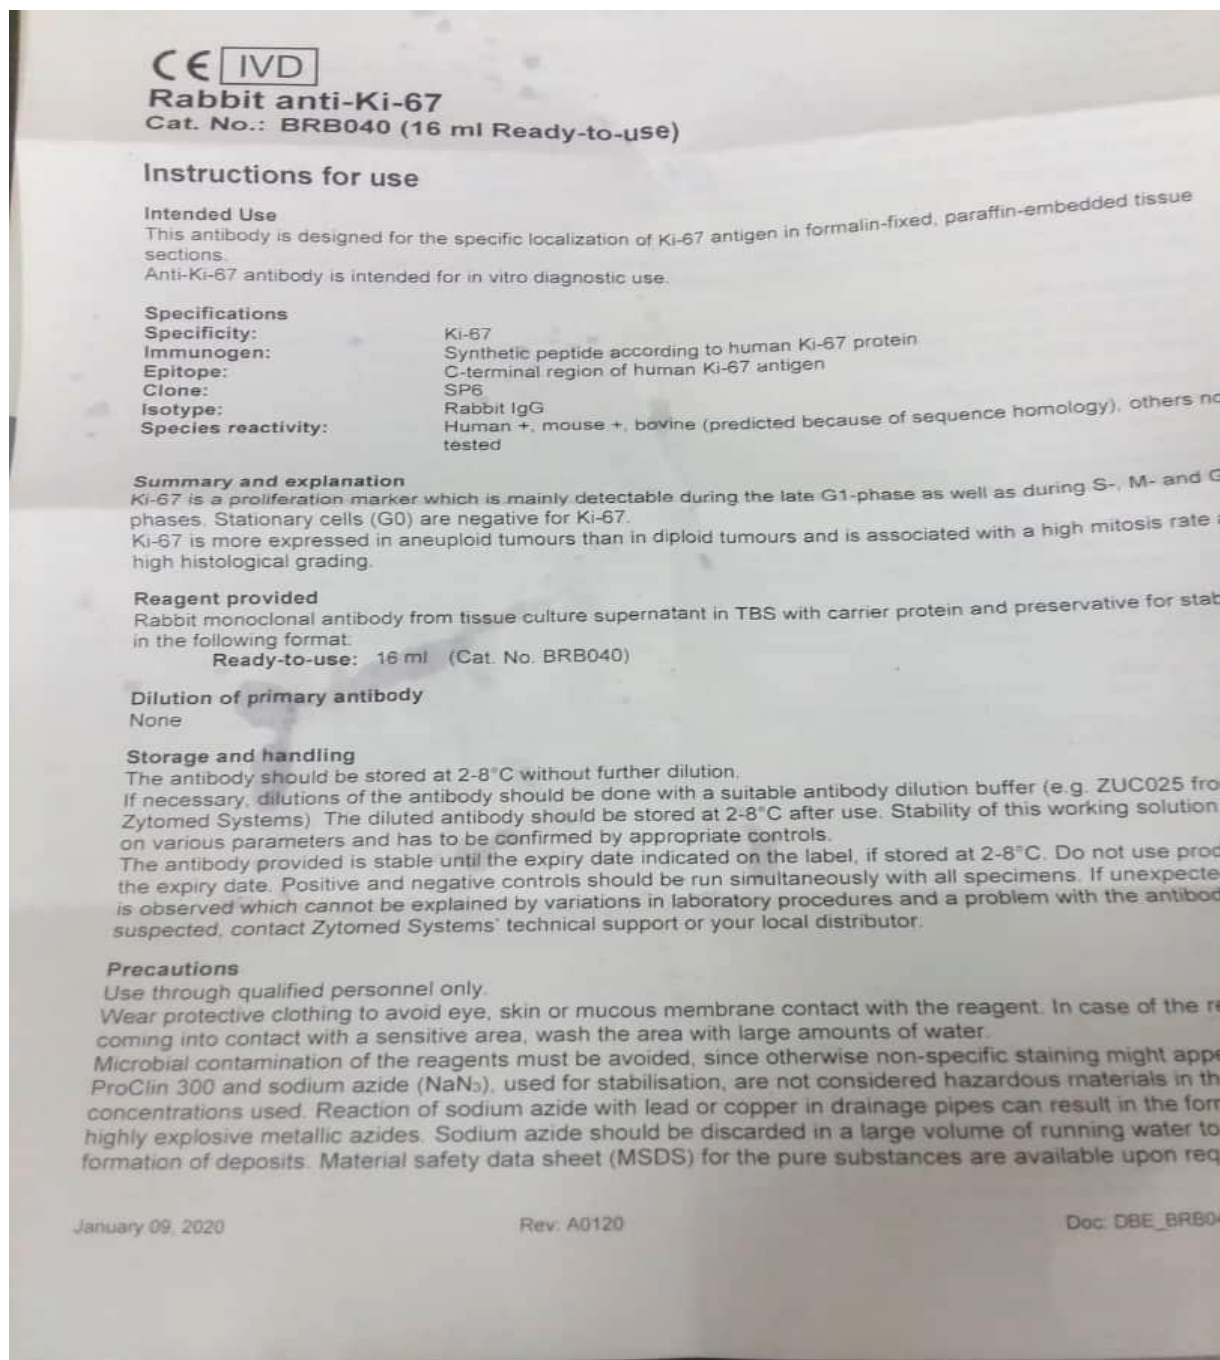 CE IVD
Rabbit anti-Ki-67
Cat. No.: BRB040 (16 ml Ready-to-use)
Instructions for use
Intended Use
This antibody is designed for the specific localization of Ki-67 antigen in formalin-fixed, paraffin-embedded tissue
sections.
Anti-Ki-67 antibody is intended for in vitro diagnostic use.
Specifications
Specificity: Ki-67
Immunogen: Synthetic peptide according to human Ki-67 protein
Epitope: C-terminal region of human Ki-67 antigen
Clone: SP6
Isotype: Rabbit IgG
Species reactivity: Human +, mouse +, bovine (predicted because of sequence homology), others
tested
Summary and explanation
Ki-67 is a proliferation marker which is mainly detectable during the late G1-phase as well as during S-, M- and
phases. Stationary cells (G0) are negative for Ki-67.
Ki-67 is more expressed in aneuploid tumours than in diploid tumours and is associated with a high mitosis rate
high histological grading.
Reagent provided
Rabbit monoclonal antibody from tissue culture supernatant in TBS with carrier protein and preservative for
in the following format:
Ready-to-use: 16 ml (Cat. No. BRB040)
Dilution of primary antibody
None
Storage and handling
The antibody should be stored at 2-8°C without further dilution.
If necessary, dilutions of the antibody should be done with a suitable antibody dilution buffer (e.g. ZUC025
Zytomed Systems). The diluted antibody should be stored at 2-8°C after use. Stability of this working solution
on various parameters and has to be confirmed by appropriate controls.
The antibody provided is stable until the expiry date indicated on the label, if stored at 2-8°C. Do not use
the expiry date. Positive and negative controls should be run simultaneously with all specimens. If
is observed which cannot be explained by variations in laboratory procedures and a problem with the
suspected, contact Zytomed Systems' technical support or your local distributor.
Precautions
Use through qualified personnel only.
Wear protective clothing to avoid eye, skin or mucous membrane contact with the reagent. In case of the
coming into contact with a sensitive area, wash the area with large amounts of water.
Microbial contamination of the reagents must be avoided, since otherwise non-specific staining might
ProClin 300 and sodium azide (NaN₃), used for stabilisation, are not considered hazardous materials in
concentrations used. Reaction of sodium azide with lead or copper in drainage pipes can result in the
highly explosive metallic azides. Sodium azide should be discarded in a large volume of running water to
formation of deposits. Material safety data sheet (MSDS) for the pure substances are available upon
January 09, 2020 Rev: A0120 Doc: DBE_BRB0